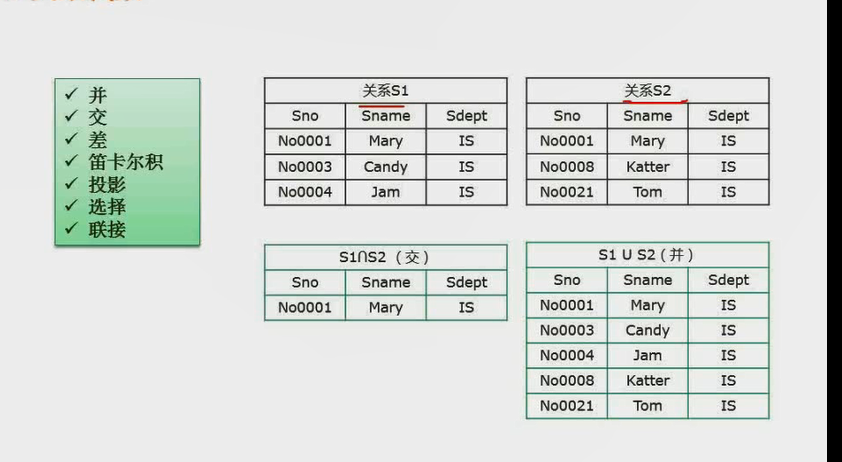 ✓ 并
✓ 交
✓ 差
✓ 笛卡尔积
✓ 投影
✓ 选择
✓ 联接
关系S1
Sno Sname Sdept
No0001 Mary IS
No0003 Candy IS
No0004 Jam IS
关系S2
Sno Sname Sdept
No0001 Mary IS
No0008 Katter IS
No0021 Tom IS
S1∩S2 （交）
Sno Sname Sdept
No0001 Mary IS
S1 U S2（并）
Sno Sname Sdept
No0001 Mary IS
No0003 Candy IS
No0004 Jam IS
No0008 Katter IS
No0021 Tom IS